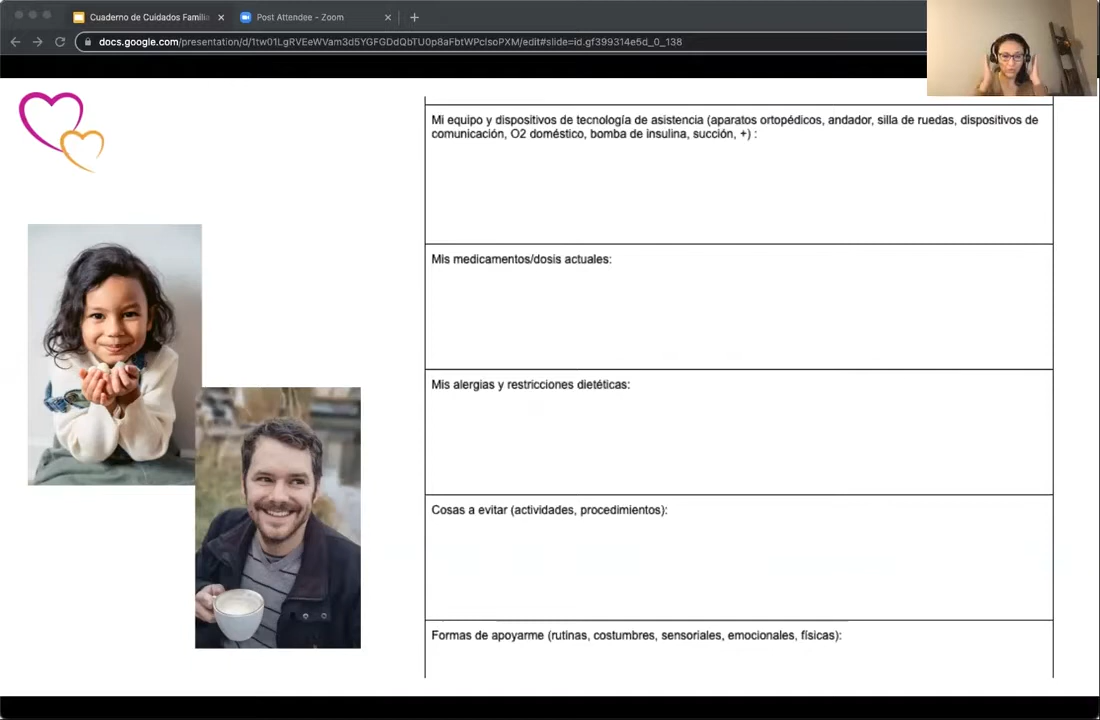 Cuaderno de Cuidados Famili
Post Attendee - Zoom
docs.google.com/presentation/d/1tw01LgRVEeWVam3d5YGFGDdQbTU0p8aFbtWPcIsoPXM/edit#slide=id.gf399314e5d_0_138
Mi equipo y dispositivos de tecnología de asistencia (aparatos ortopédicos, andador, silla de ruedas, dispositivos de
comunicación, O2 doméstico, bomba de insulina, succión, +) :
Mis medicamentos/dosis actuales:
Mis alergias y restricciones dietéticas:
Cosas a evitar (actividades, procedimientos):
Formas de apoyarme (rutinas, costumbres, sensoriales, emocionales, físicas):